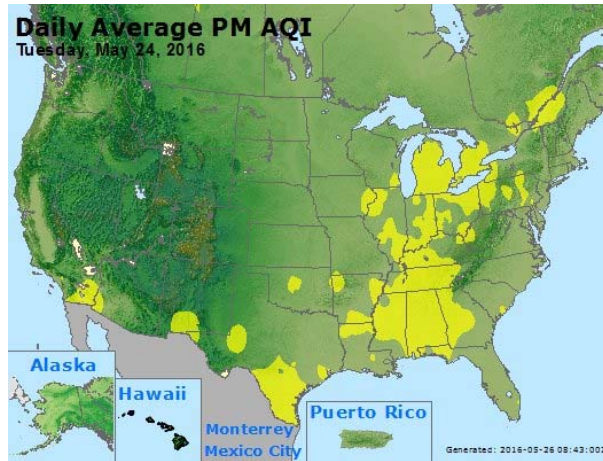 Daily Average PM AQI
Tuesday, May 24, 2016
Alaska
Hawaii
Monterrey
Mexico City
Puerto Rico
Generated: 2016-05-26 08:43:00Z